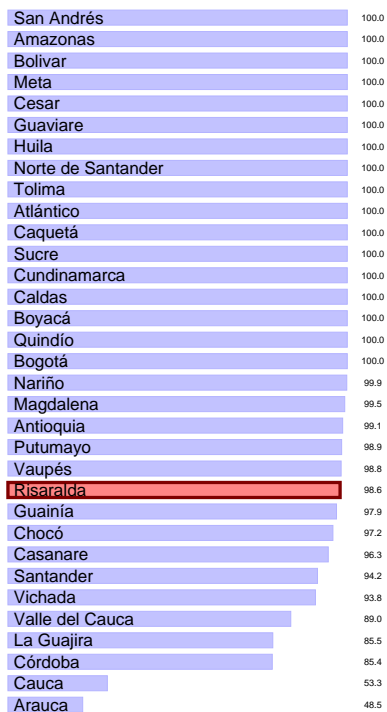 San Andrés 100.0
Amazonas 100.0
Bolivar 100.0
Meta 100.0
Cesar 100.0
Guaviare 100.0
Huila 100.0
Norte de Santander 100.0
Tolima 100.0
Atlántico 100.0
Caquetá 100.0
Sucre 100.0
Cundinamarca 100.0
Caldas 100.0
Boyacá 100.0
Quindío 100.0
Bogotá 100.0
Nariño 99.9
Magdalena 99.5
Antioquia 99.1
Putumayo 98.9
Vaupés 98.8
Risaralda 98.6
Guainía 97.9
Chocó 97.2
Casanare 96.3
Santander 94.2
Vichada 93.8
Valle del Cauca 89.0
La Guajira 85.5
Córdoba 85.4
Cauca 53.3
Arauca 48.5